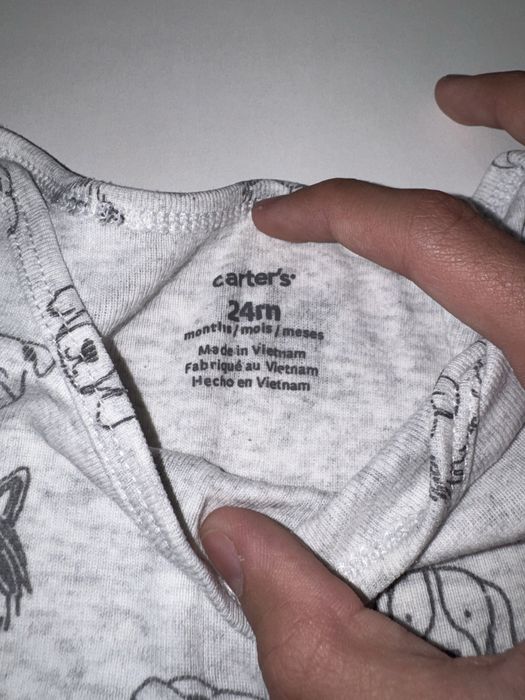 carter's
24m
months/mois/meses
Made in Vietnam
Fabriqué au Vietnam
Hecho en Vietnam